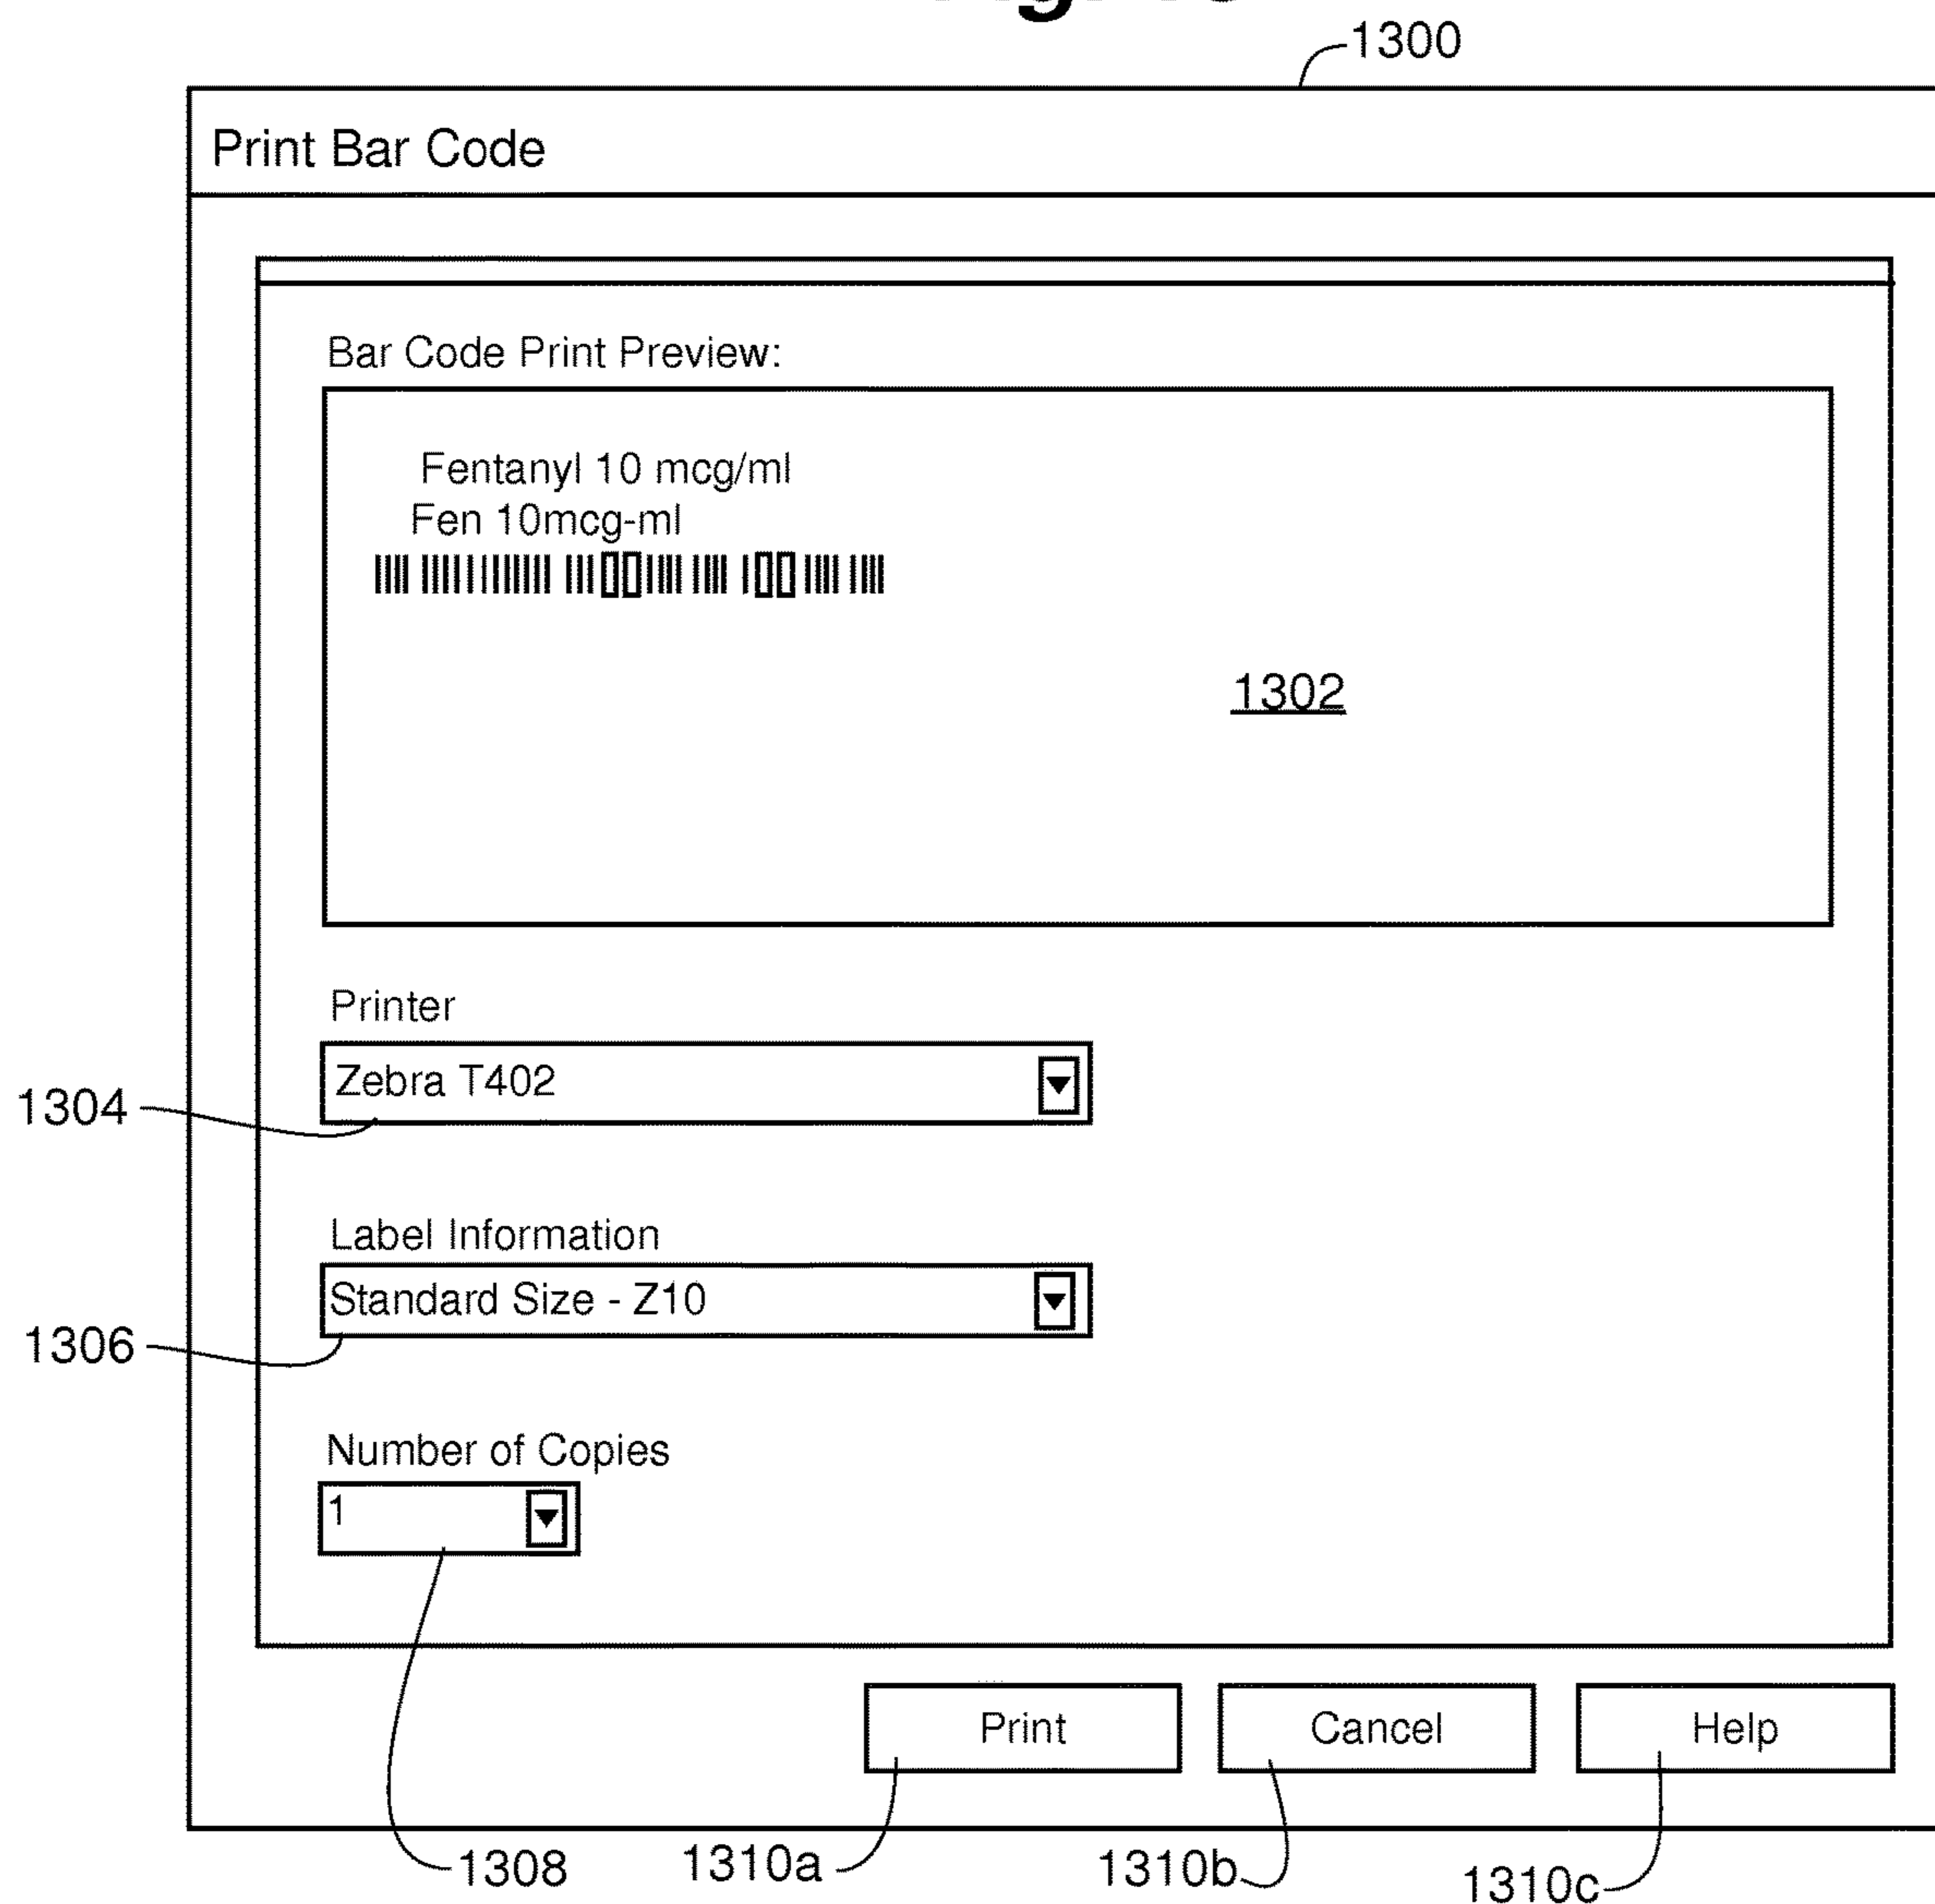 1300
Print Bar Code
Bar Code Print Preview:
Fentanyl 10 mcg/ml
Fen 10mcg-ml
1302
Printer
Zebra T402
1304
Label Information
Standard Size - Z10
1306
Number of Copies
1
Print Cancel Help
1308 1310a 1310b 1310c